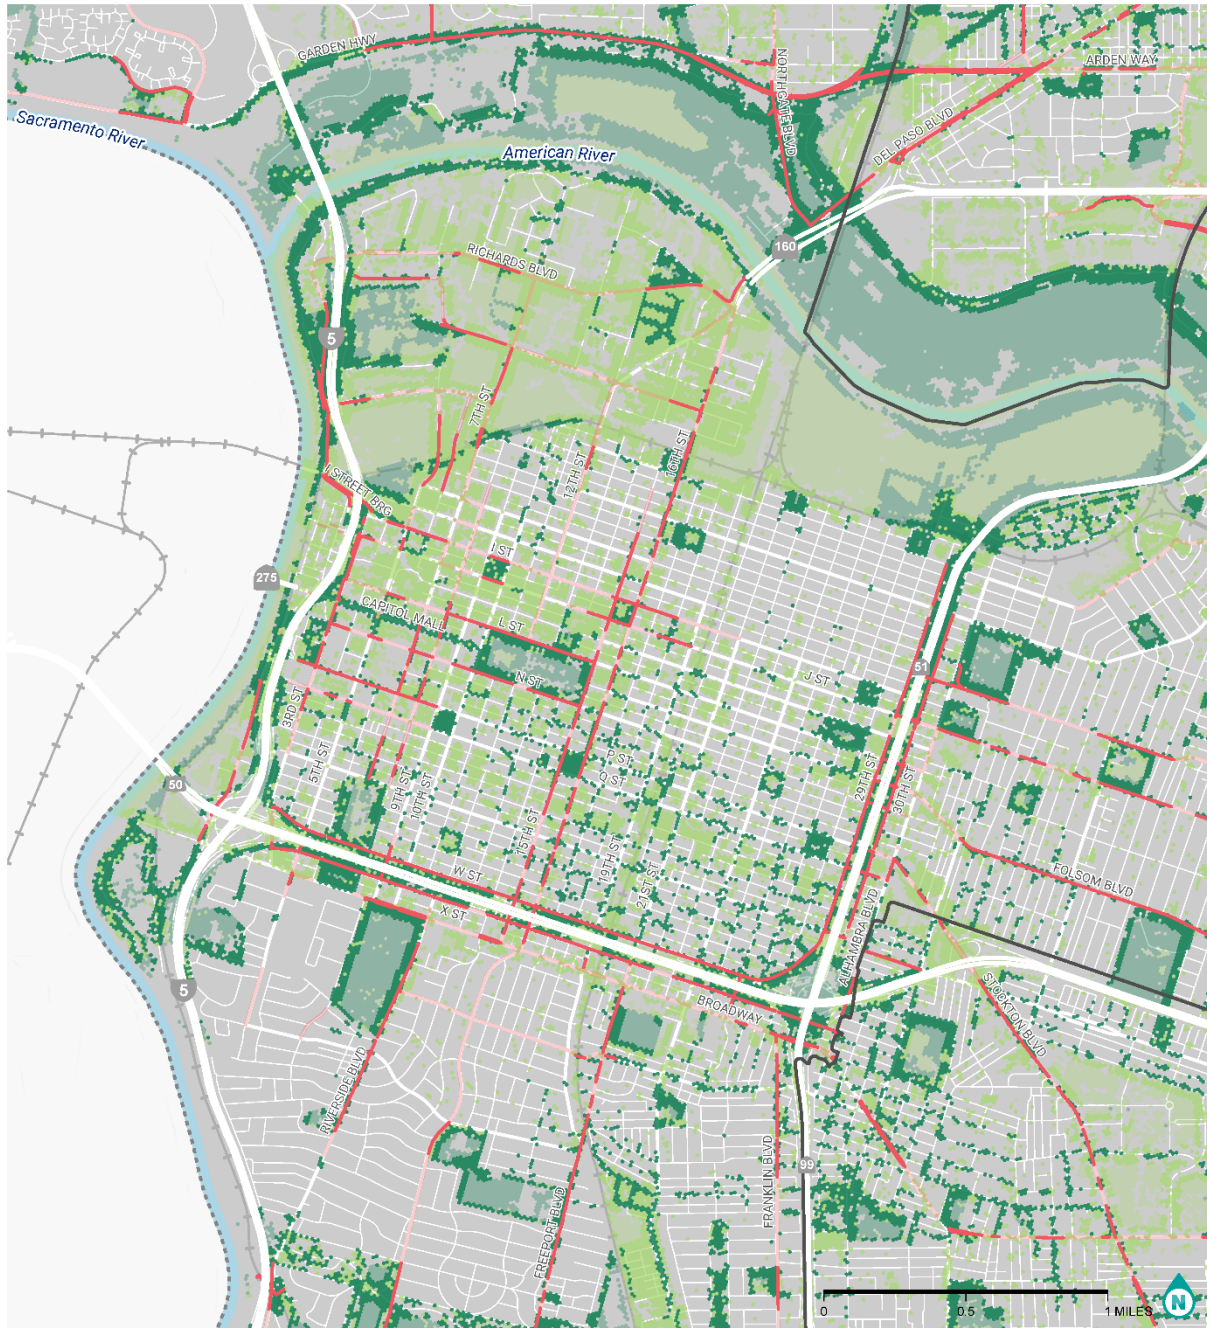 GARDEN HWY
NORTHGATE BLVD
ARDEN WAY
Sacramento River
American River
DEL PASO BLVD
160
RICHARDS BLVD
5
7TH ST
12TH ST
16TH ST
I STREET BRG
I ST
275
CAPITOL MALL
L ST
N ST
J ST
51
3RD ST
5TH ST
9TH ST
10TH ST
P ST
Q ST
29TH ST
30TH ST
50
15TH ST
19TH ST
21ST ST
W ST
X ST
FOLSOM BLVD
ALHAMBRA BLVD
5
BROADWAY
STOCKTON BLVD
RIVERSIDE BLVD
FREEPORT BLVD
FRANKLIN BLVD
99
0
0.5
1 MILES
N